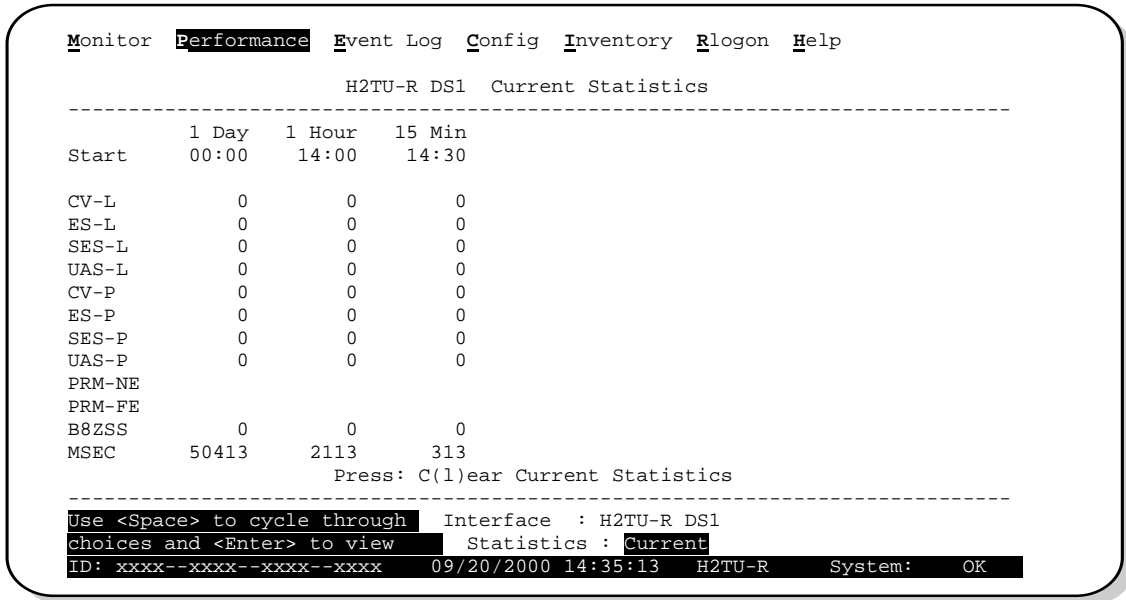 Monitor  Performance  Event Log  Config  Inventory  Rlogon  Help
H2TU-R DS1  Current Statistics
------------------------------------------------------------------------------
1 Day   1 Hour   15 Min
Start     00:00    14:00    14:30
CV-L          0        0        0
ES-L          0        0        0
SES-L         0        0        0
UAS-L         0        0        0
CV-P          0        0        0
ES-P          0        0        0
SES-P         0        0        0
UAS-P         0        0        0
PRM-NE
PRM-FE
B8ZSS         0        0        0
MSEC      50413     2113      313
Press: C(l)ear Current Statistics
------------------------------------------------------------------------------
Use <Space> to cycle through   Interface  : H2TU-R DS1
choices and <Enter> to view   Statistics : Current
ID: xxxx--xxxx--xxxx--xxxx    09/20/2000 14:35:13   H2TU-R     System:    OK